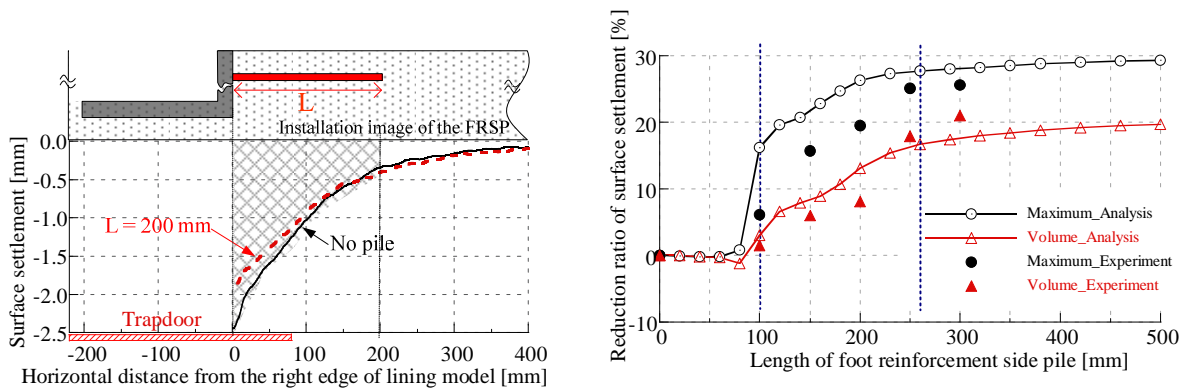 L
Installation image of the FRSP
Surface settlement [mm]
0.0
-0.5
-1.0
-1.5
-2.0
-2.5
L = 200 mm
No pile
Trapdoor
-200 -100 0 100 200 300 400
Horizontal distance from the right edge of lining model [mm]
Reduction ratio of surface settlement [%]
30
20
10
0
-10
Maximum_Analysis
Volume_Analysis
Maximum_Experiment
Volume_Experiment
0 100 200 300 400 500
Length of foot reinforcement side pile [mm]